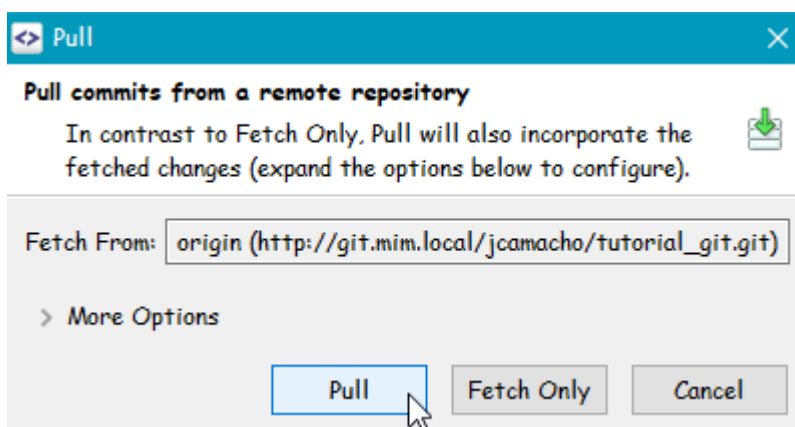 Pull
Pull commits from a remote repository
In contrast to Fetch Only, Pull will also incorporate the
fetched changes (expand the options below to configure).
Fetch From: origin (http://git.mim.local/jcamacho/tutorial_git.git)
More Options
Pull Fetch Only Cancel